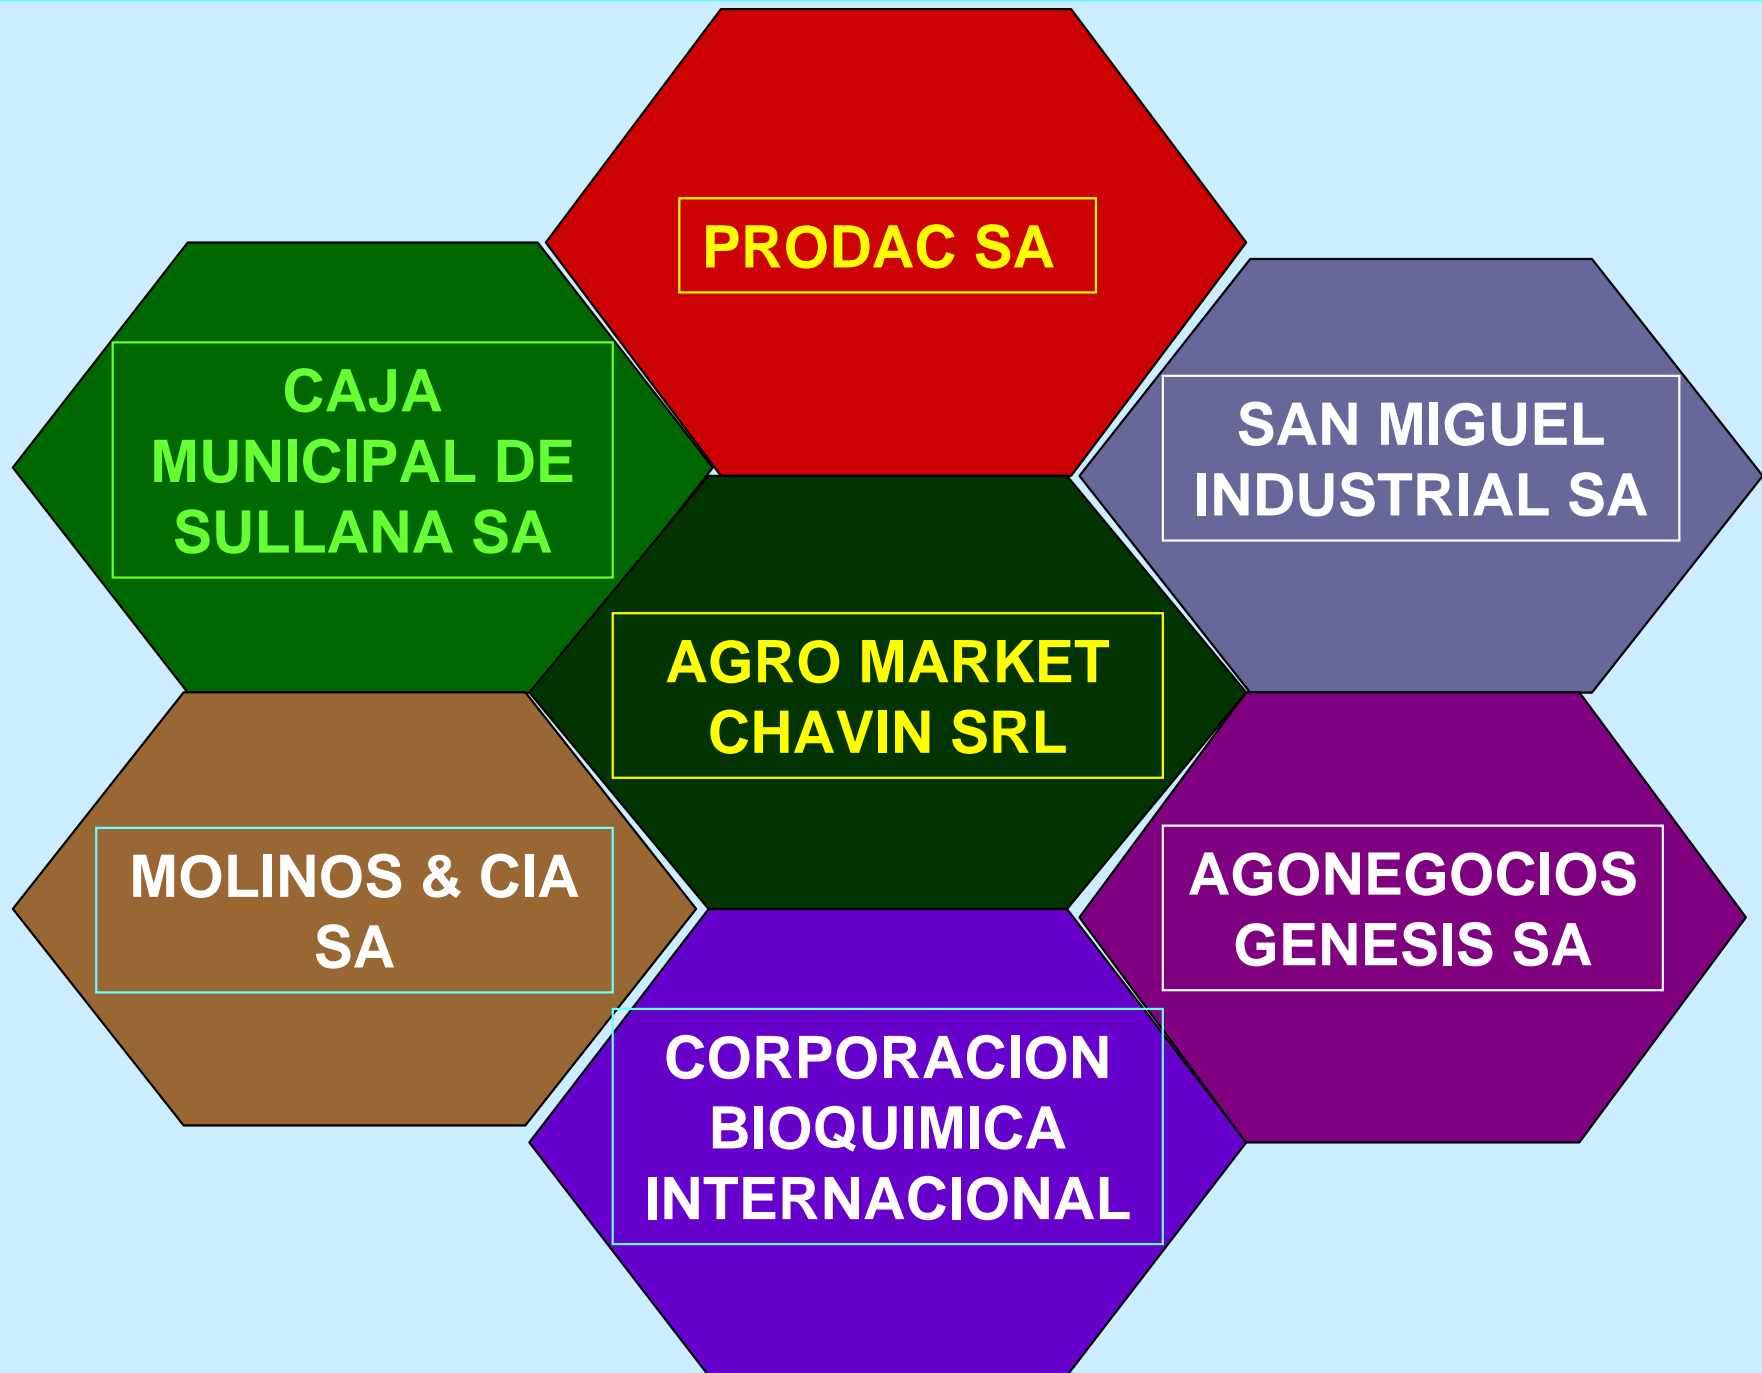 PRODAC SA
CAJA
MUNICIPAL DE
SULLANA SA
SAN MIGUEL
INDUSTRIAL SA
AGRO MARKET
CHAVIN SRL
MOLINOS & CIA
SA
AGONEGOCIOS
GENESIS SA
CORPORACION
BIOQUIMICA
INTERNACIONAL